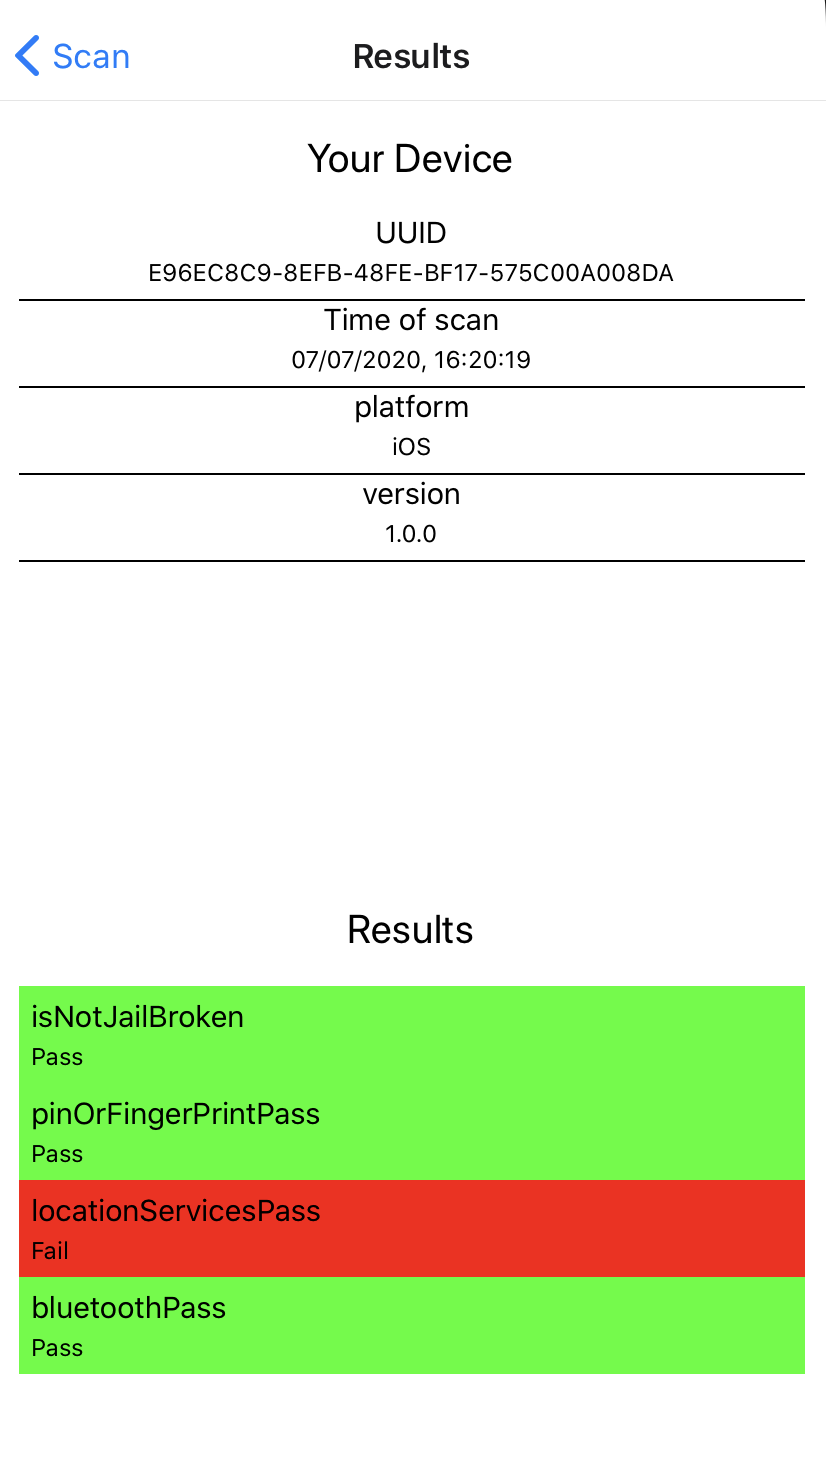 Scan
Results
Your Device
UUID
E96EC8C9-8EFB-48FE-BF17-575C00A008DA
Time of scan
07/07/2020, 16:20:19
platform
iOS
version
1.0.0
Results
isNotJailBroken
Pass
pinOrFingerPrintPass
Pass
locationServicesPass
Fail
bluetoothPass
Pass